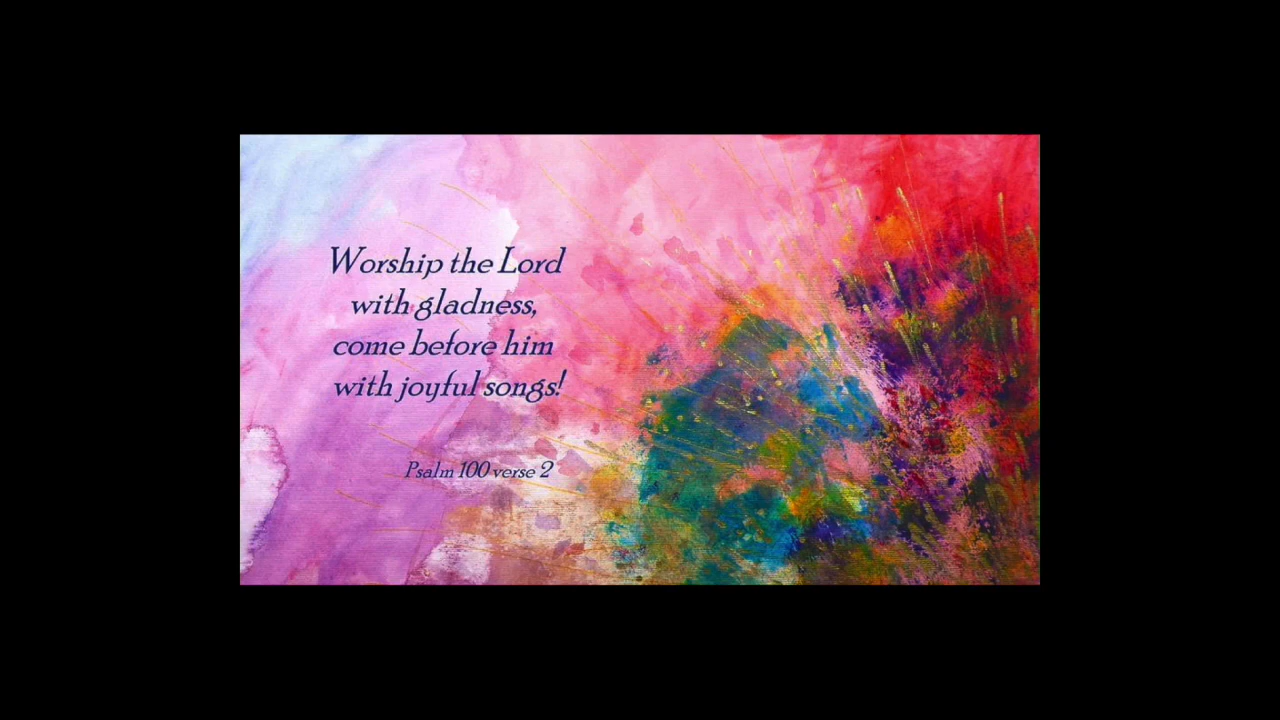 Worship the Lord
with gladness,
come before him
with joyful songs!
Psalm 100 verse 2